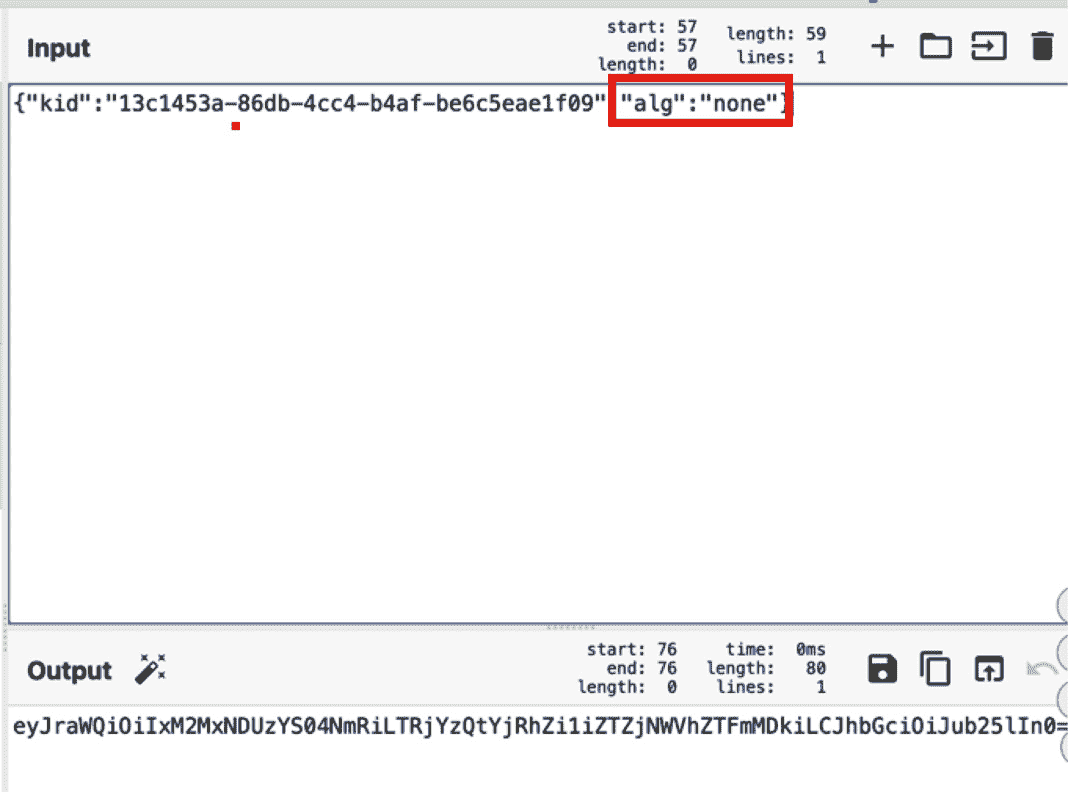 Input
start: 57
end: 57
length: 0
length: 59
lines: 1
{"kid":"13c1453a-86db-4cc4-b4af-be6c5eae1f09" "alg":"none"}
Output
start: 76
end: 76
length: 0
time: 0ms
length: 80
lines: 1
eyJraWQiOiIxM2MxNDUzYS04NmRiLTRjYzQtYjRhZi1iZTZjNWVhZTFmMDkiLCJhbGciOiJub25lIn0=